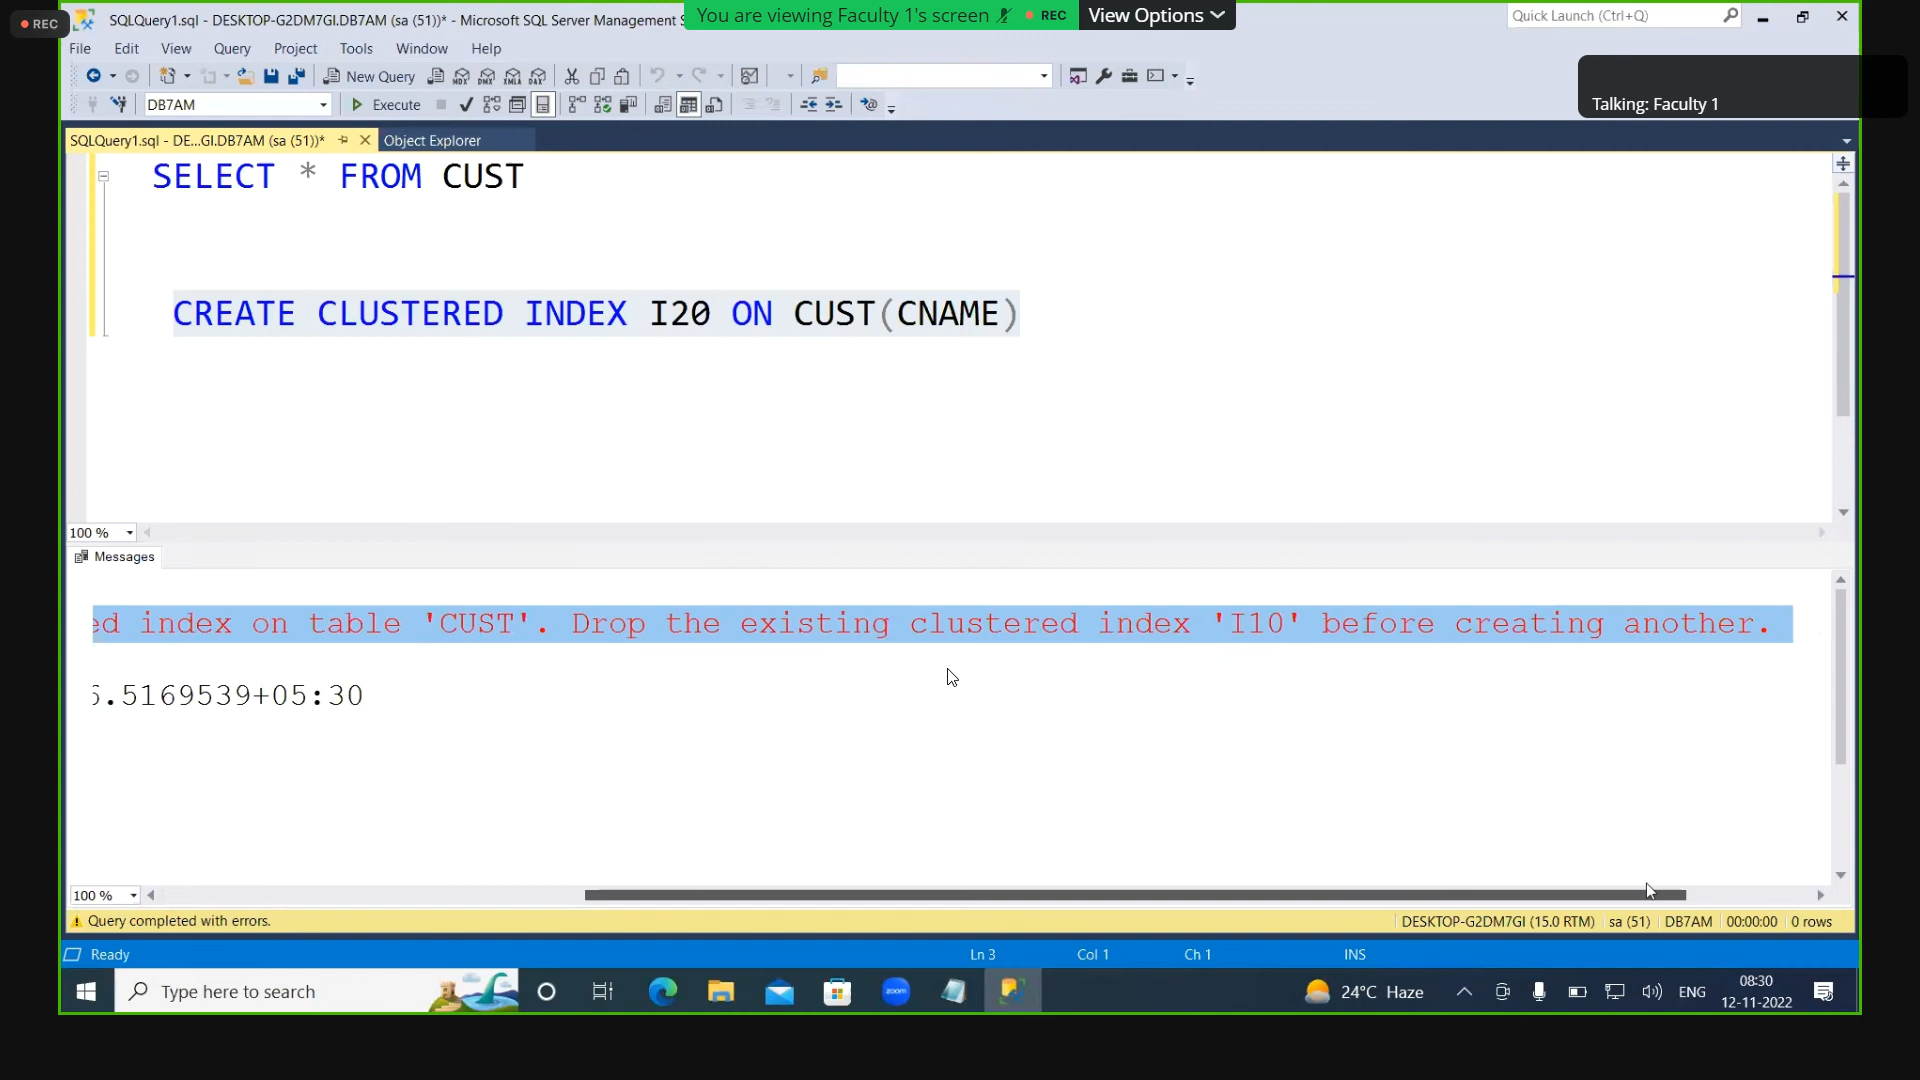 REC
SQLQuery1.sql - DESKTOP-G2DM7GI.DB7AM (sa (51))* - Microsoft SQL Server Management S
You are viewing Faculty 1's screen
REC
View Options
Quick Launch (Ctrl+Q)
File Edit View Query Project Tools Window Help
New Query
MDX DMX XMLA DAX
Talking: Faculty 1
DB7AM
Execute
SQLQuery1.sql - DE...GI.DB7AM (sa (51))*
Object Explorer
SELECT * FROM CUST
CREATE CLUSTERED INDEX I20 ON CUST(CNAME)
100 %
Messages
ed index on table 'CUST'. Drop the existing clustered index 'I10' before creating another.
.5169539+05:30
100 %
Query completed with errors.
DESKTOP-G2DM7GI (15.0 RTM) sa (51) DB7AM 00:00:00 0 rows
Ready
Ln 3 Col 1 Ch 1 INS
Type here to search
zoom
24°C Haze
ENG
08:30
12-11-2022